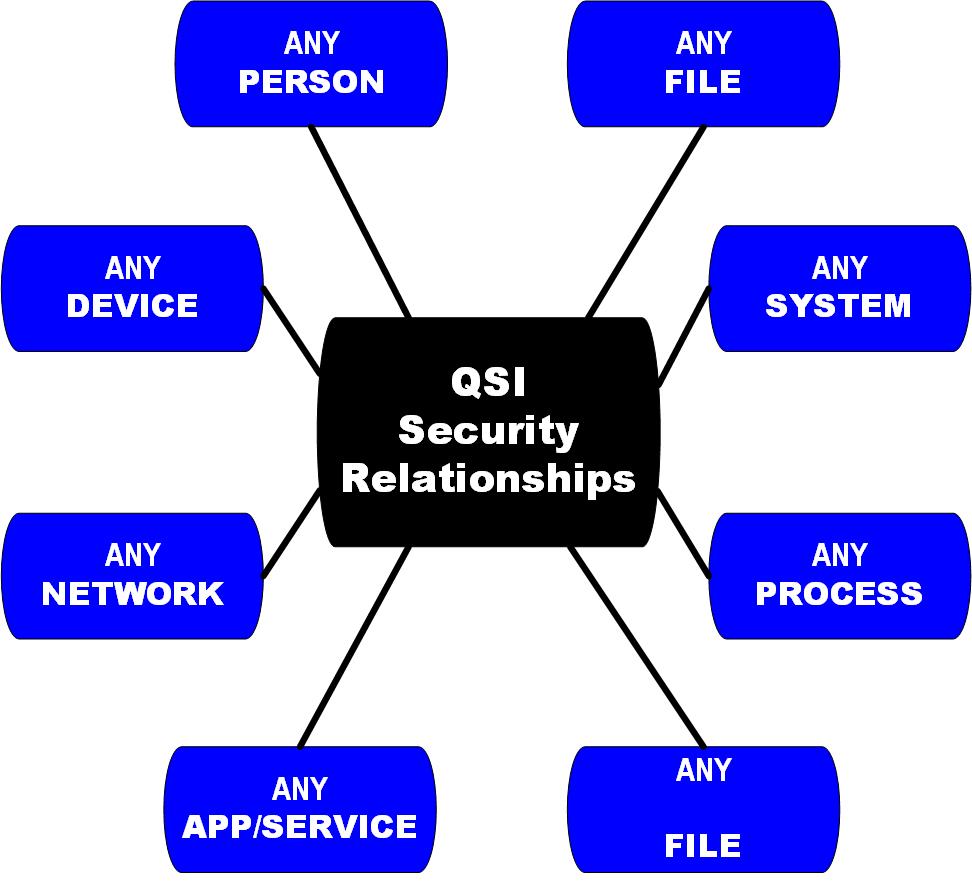 ANY
PERSON
ANY
FILE
ANY
DEVICE
ANY
SYSTEM
QSI
Security
Relationships
ANY
NETWORK
ANY
PROCESS
ANY
APP/SERVICE
ANY
FILE